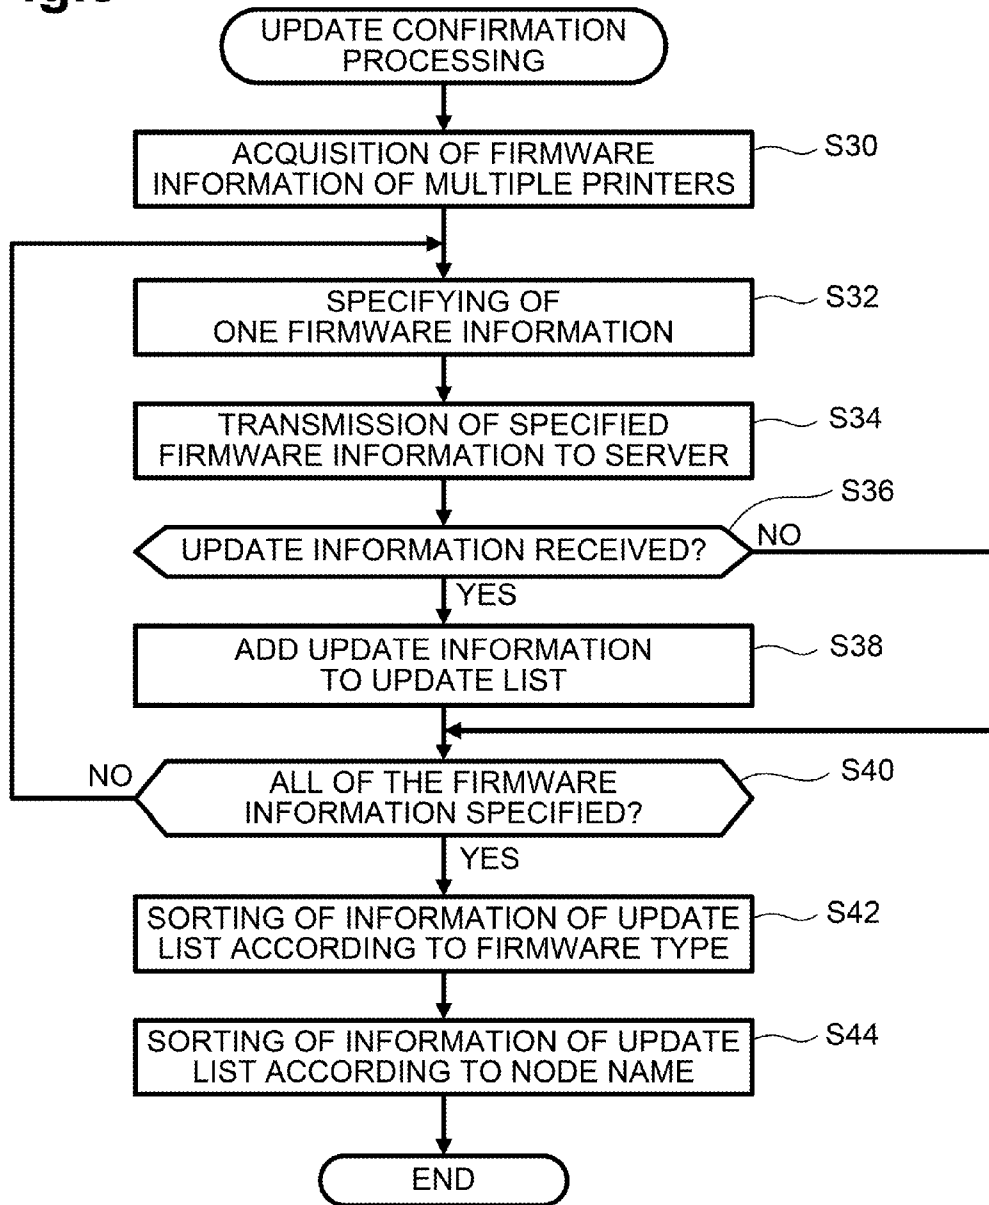 UPDATE CONFIRMATION
PROCESSING
ACQUISITION OF FIRMWARE
INFORMATION OF MULTIPLE PRINTERS
S30
SPECIFYING OF
ONE FIRMWARE INFORMATION
S32
TRANSMISSION OF SPECIFIED
FIRMWARE INFORMATION TO SERVER
S34
UPDATE INFORMATION RECEIVED?
S36
NO
YES
ADD UPDATE INFORMATION
TO UPDATE LIST
S38
NO
ALL OF THE FIRMWARE
INFORMATION SPECIFIED?
S40
YES
SORTING OF INFORMATION OF UPDATE
LIST ACCORDING TO FIRMWARE TYPE
S42
SORTING OF INFORMATION OF UPDATE
LIST ACCORDING TO NODE NAME
S44
END